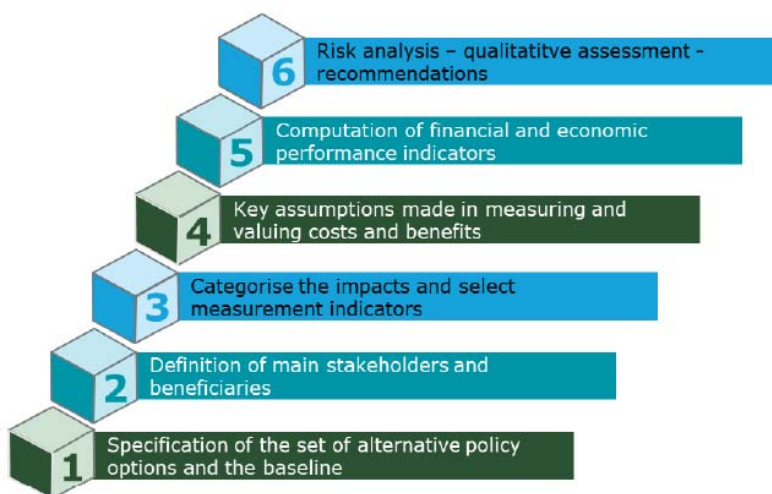 6
Risk analysis – qualitatitve assessment -
recommendations
5
Computation of financial and economic
performance indicators
4
Key assumptions made in measuring and
valuing costs and benefits
3
Categorise the impacts and select
measurement indicators
2
Definition of main stakeholders and
beneficiaries
1
Specification of the set of alternative policy
options and the baseline